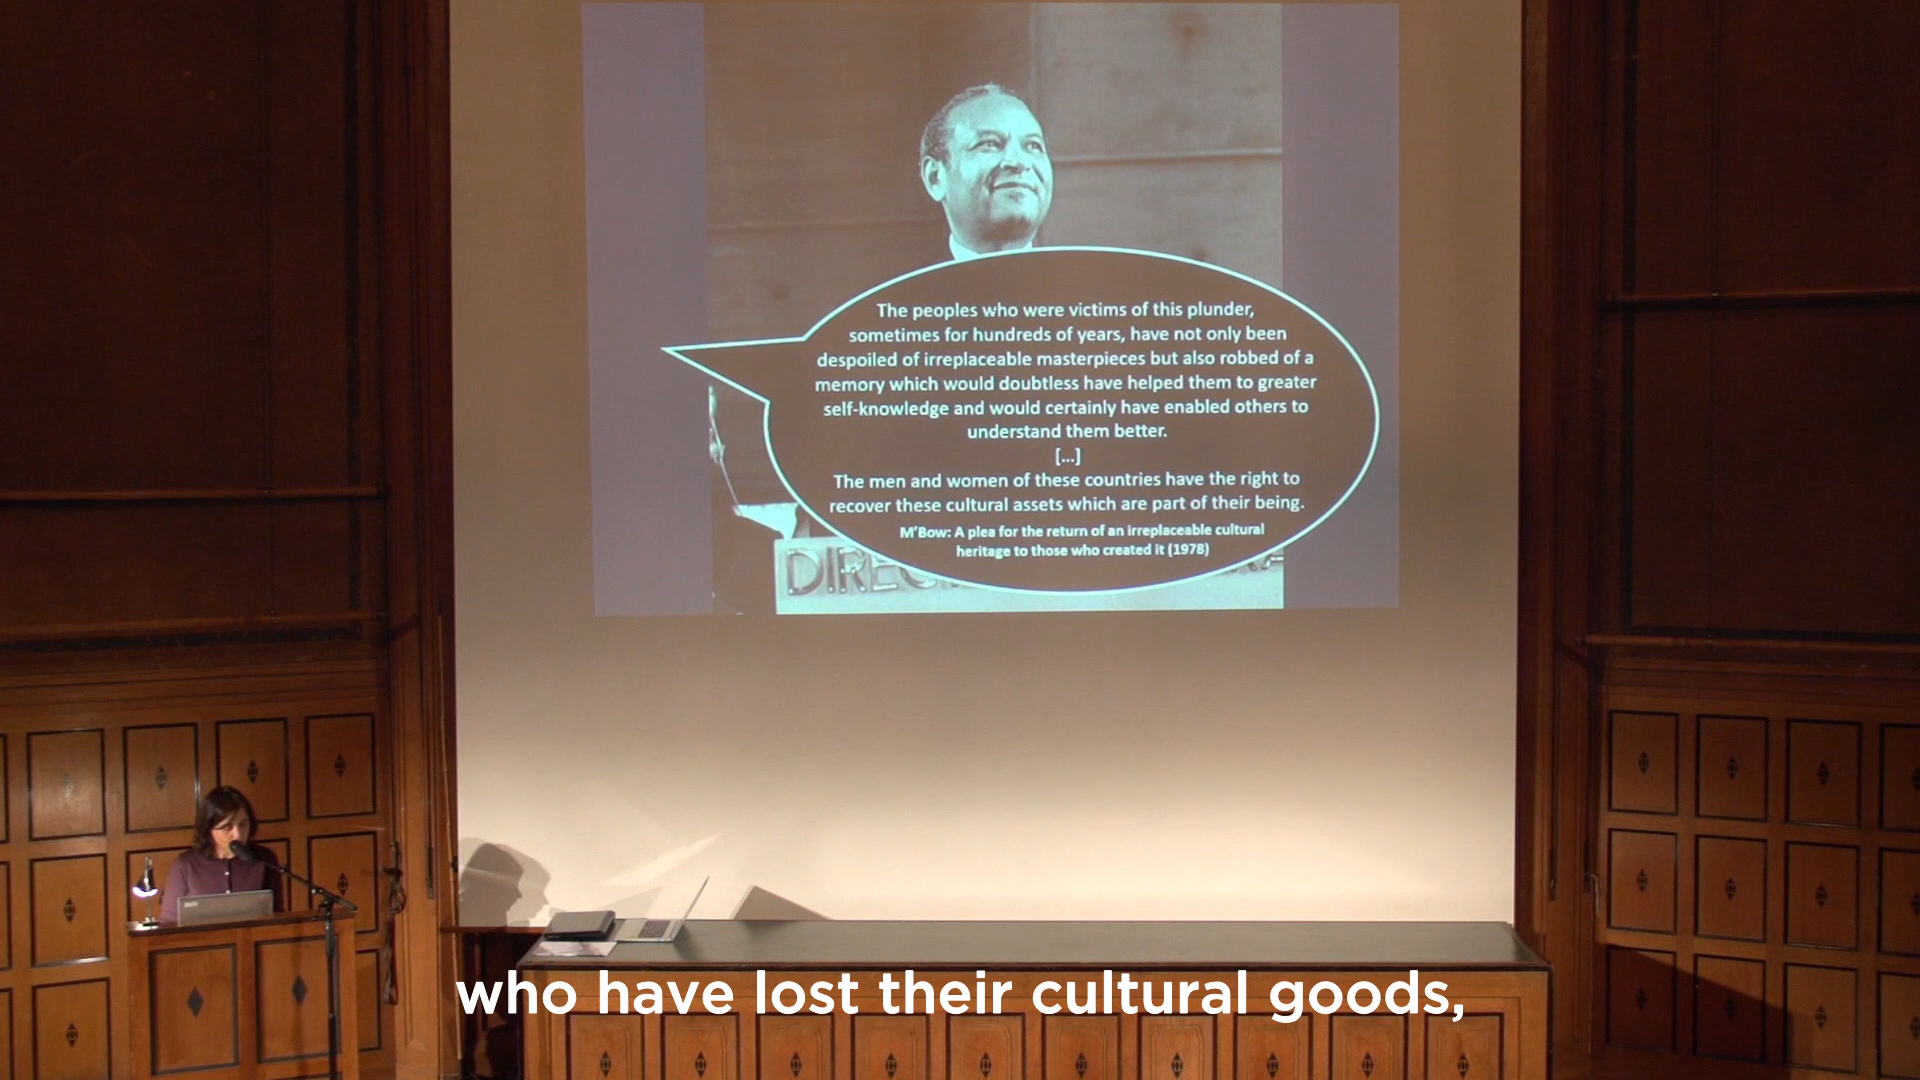 The peoples who were victims of this plunder,
sometimes for hundreds of years, have not only been
despoiled of irreplaceable masterpieces but also robbed of a
memory which would doubtless have helped them to greater
self-knowledge and would certainly have enabled others to
understand them better.
[...]
The men and women of these countries have the right to
recover these cultural assets which are part of their being.
M'Bow: A plea for the return of an irreplaceable cultural
heritage to those who created it (1978)
who have lost their cultural goods,